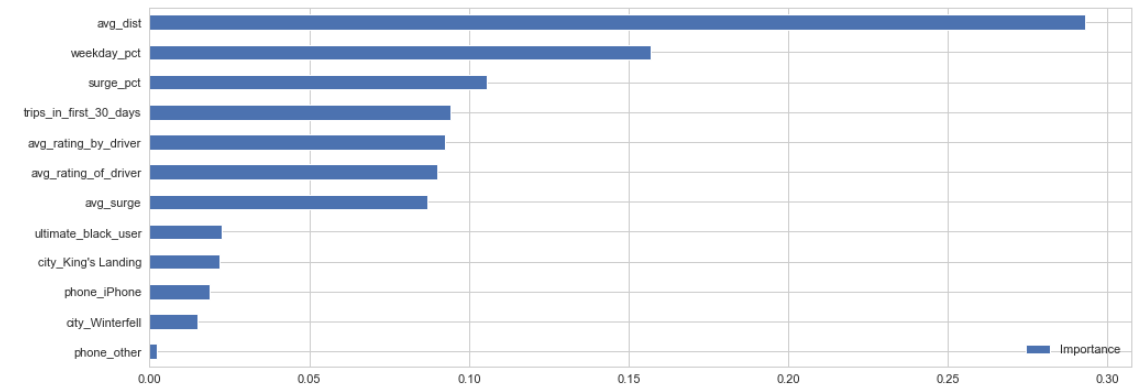 avg_dist
weekday_pct
surge_pct
trips_in_first_30_days
avg_rating_by_driver
avg_rating_of_driver
avg_surge
ultimate_black_user
city_King's Landing
phone_iPhone
city_Winterfell
phone_other
Importance
0.00 0.05 0.10 0.15 0.20 0.25 0.30